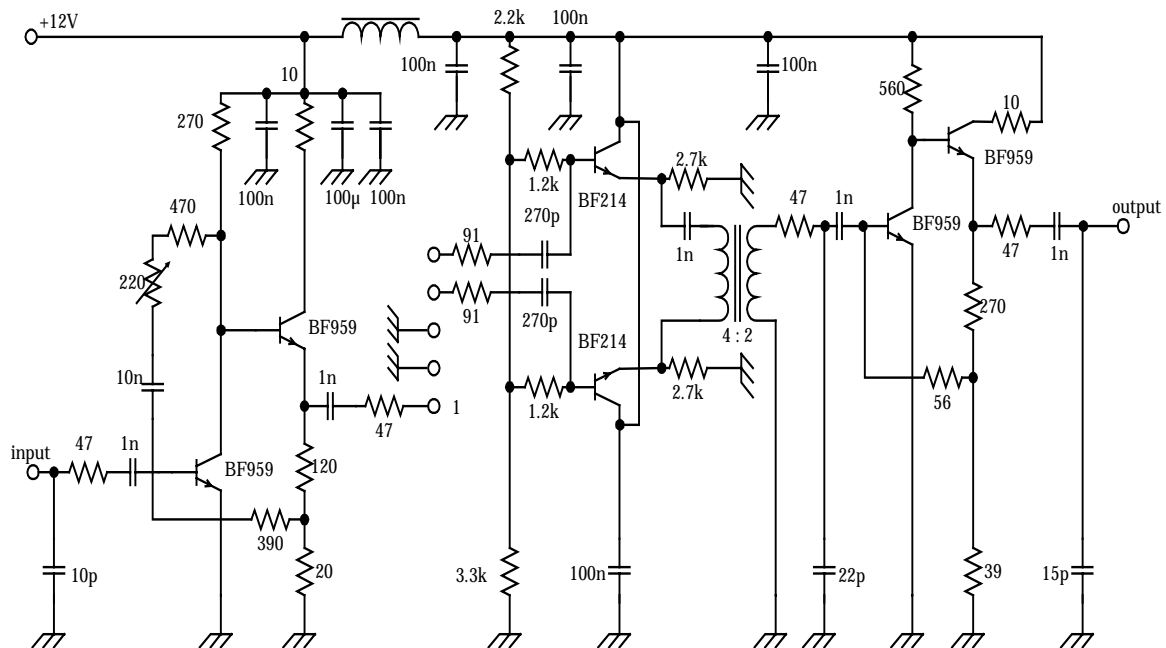 +12V
2.2k
100n
100n
100n
10
270
560
10
BF959
100n
100µ
100n
1.2k
2.7k
BF214
270p
470
91
47
1n
output
220
1n
BF959
47
1n
91
270p
270
BF959
BF214
4 : 2
10n
1n
2.7k
56
1.2k
47
1
input
47
1n
BF959
120
390
10p
20
3.3k
100n
22p
39
15p